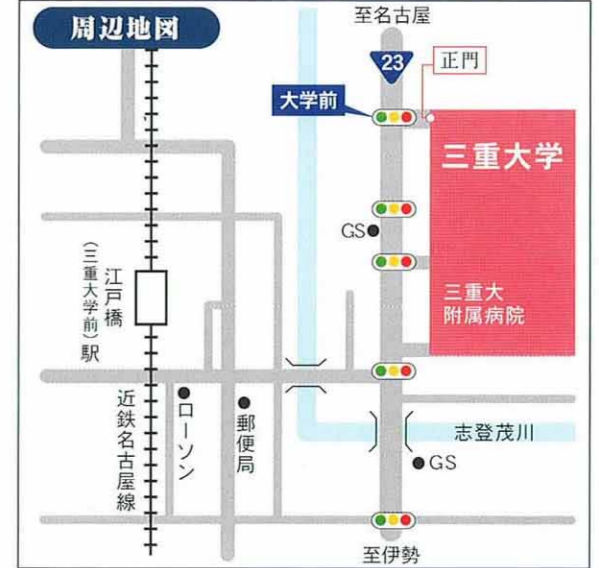 周辺地図
至名古屋
23
正門
大学前
三重大学
GS
三重大
附属病院
江戸橋
(三重大学前)駅
近鉄名古屋線
ローソン
郵便局
志登茂川
GS
至伊勢